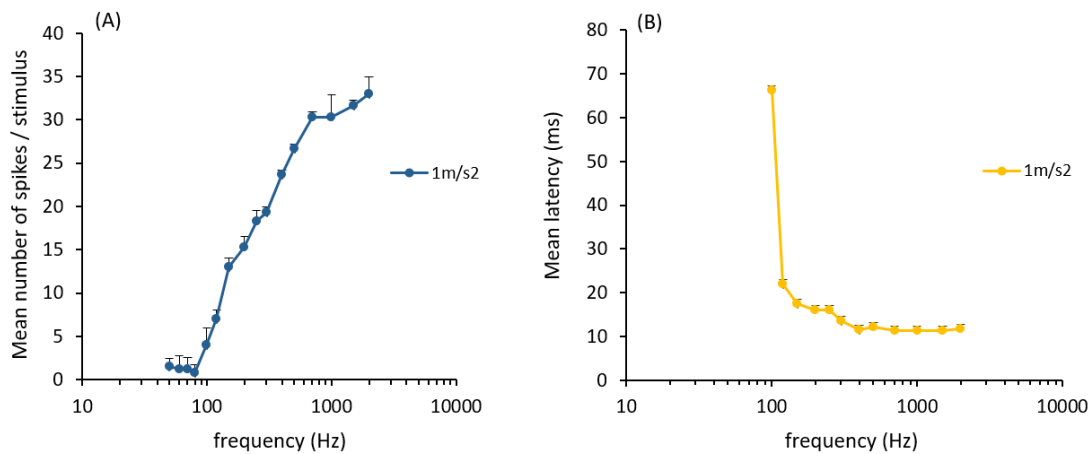 (A)
Mean number of spikes / stimulus
40
35
30
25
20
15
10
5
0
10 100 1000 10000
frequency (Hz)
1m/s2
(B)
Mean latency (ms)
80
70
60
50
40
30
20
10
0
10 100 1000 10000
frequency (Hz)
1m/s2